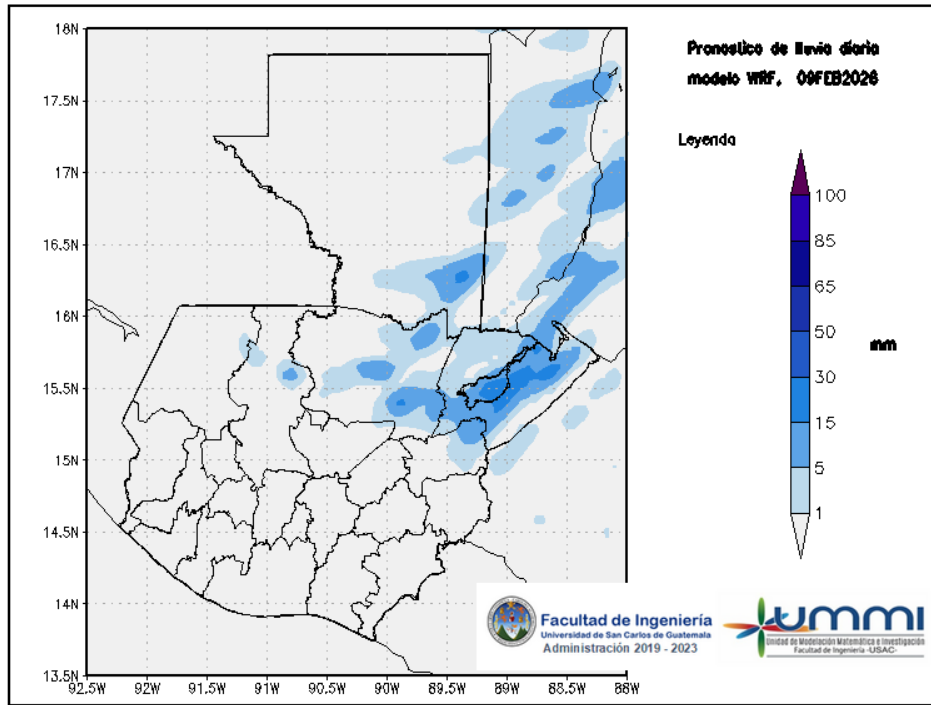 Pronostico de lluvia diaria
modelo WRF, 09FEB2026
Leyenda
100
85
65
50
30
15
5
1
mm
18N
17.5N
17N
16.5N
16N
15.5N
15N
14.5N
14N
13.5N
92.5W
92W
91.5W
91W
90.5W
90W
89.5W
89W
88.5W
88W
Facultad de Ingeniería
Universidad de San Carlos de Guatemala
Administración 2019 - 2023
UMMI
Unidad de Modelación Matemática e Investigación
Facultad de Ingeniería -USAC-